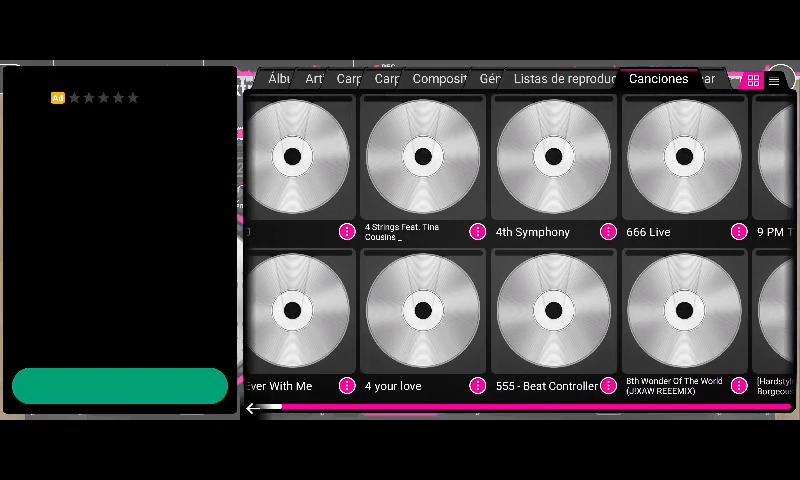 Álbu Art Carp Carp Composit Gén Listas de reproduc Canciones ar
Ad
4 Strings Feat. Tina
Cousins _
4th Symphony
666 Live
9 PM T
Ever With Me
4 your love
555 - Beat Controller
8th Wonder Of The World
(JIXAW REEEMIX)
[Hardstyl
Borgeous